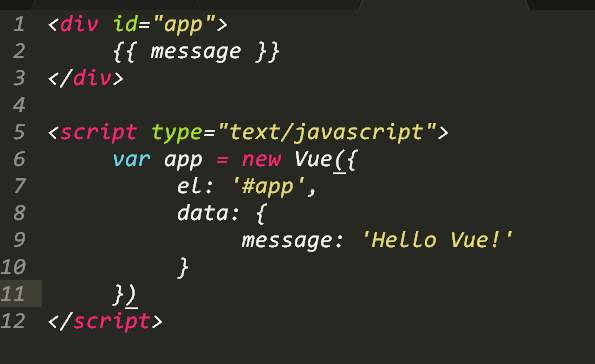 1 <div id="app">
2     {{ message }}
3 </div>
4
5 <script type="text/javascript">
6     var app = new Vue({
7         el: '#app',
8         data: {
9             message: 'Hello Vue!'
10         }
11     })
12 </script>